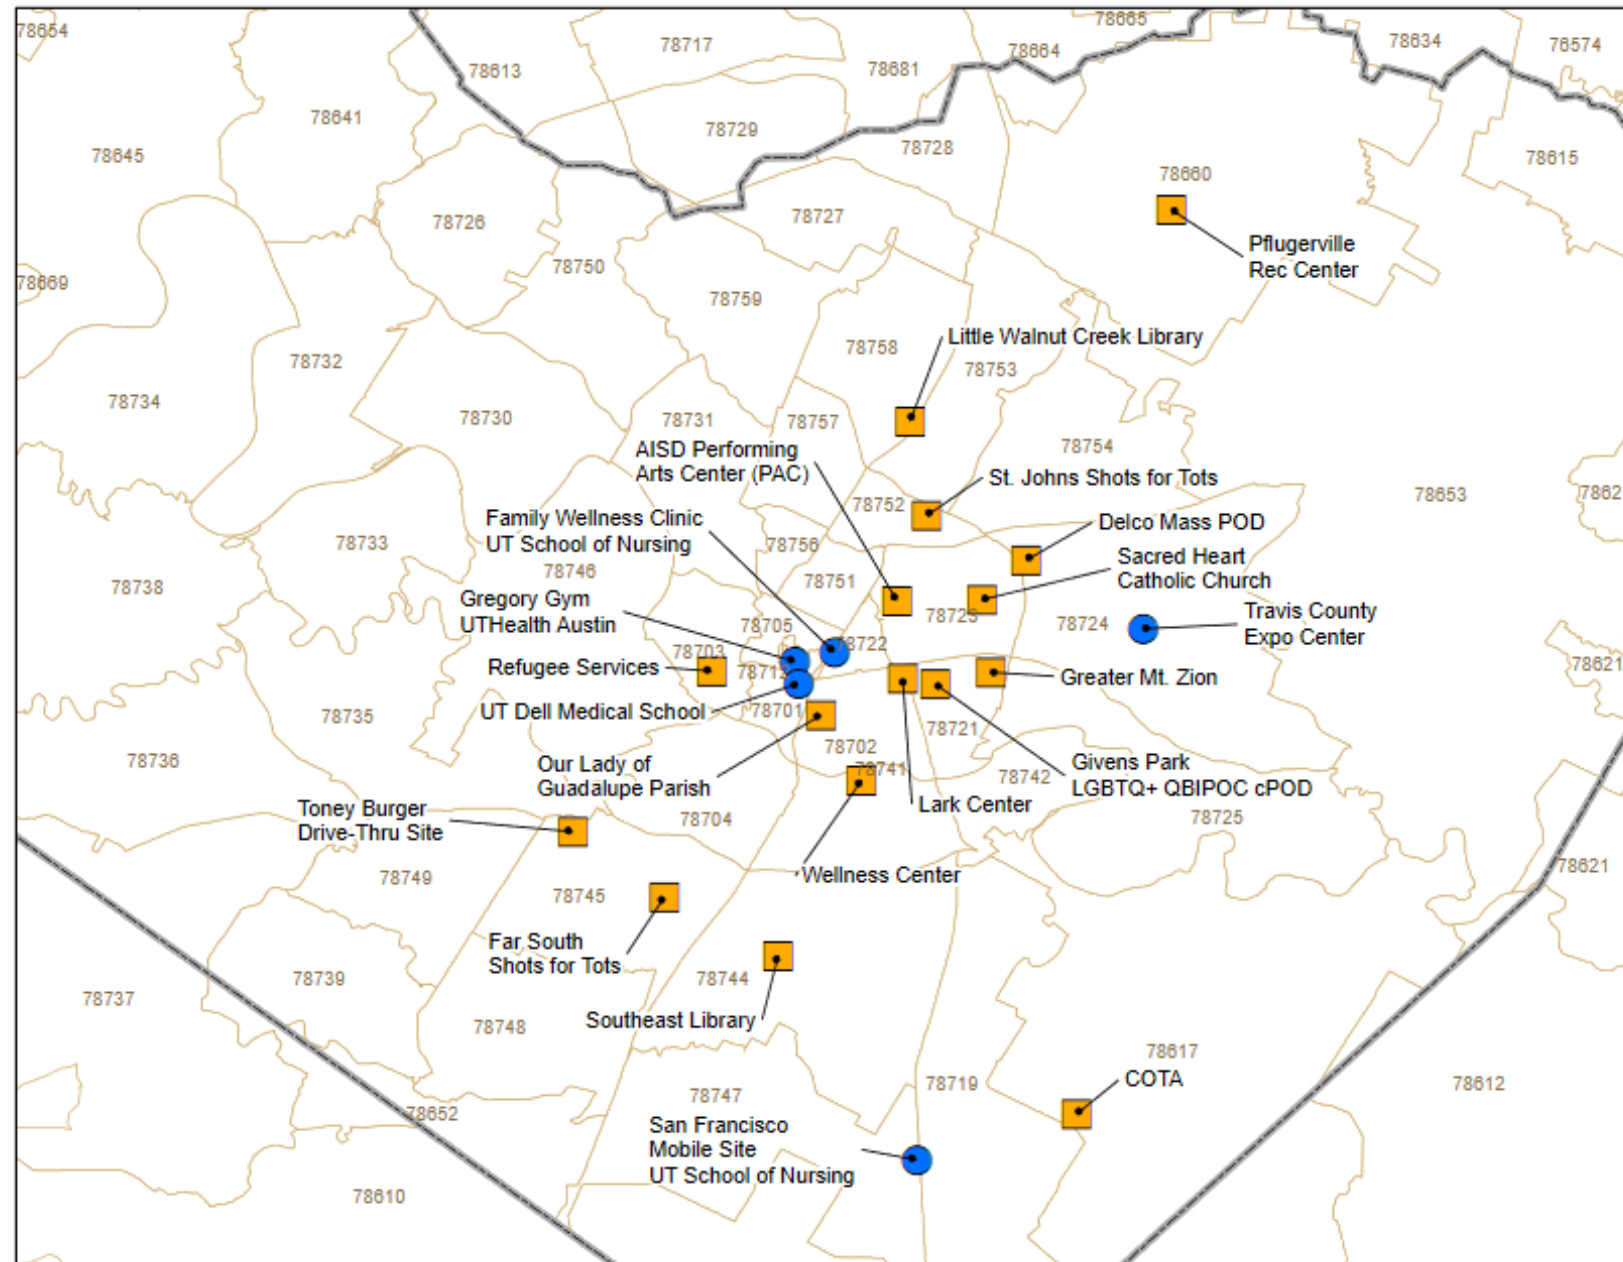 78654
78717
78665
78664
78634
76574
78613
78681
78641
78729
78728
78645
78615
78660
78726
78727
Pflugerville
Rec Center
78750
78669
78759
Little Walnut Creek Library
78758
78732
78753
78734
78730
78731
78757
78754
AISD Performing
Arts Center (PAC)
St. Johns Shots for Tots
78653
7862
78752
Family Wellness Clinic
UT School of Nursing
Delco Mass POD
78733
78756
Sacred Heart
Catholic Church
78746
78751
78738
Gregory Gym
UTHealth Austin
78723
Travis County
Expo Center
78705
78724
78722
78703
78621
Refugee Services
78712
Greater Mt. Zion
UT Dell Medical School
78701
78735
78721
78702
78736
Our Lady of
Guadalupe Parish
78741
78742
Givens Park
LGBTQ+ QBIPOC cPOD
Lark Center
Toney Burger
Drive-Thru Site
78704
78725
78621
Wellness Center
78749
78745
Far South
Shots for Tots
78739
78744
78737
Southeast Library
78748
78617
COTA
78719
78612
78747
78652
San Francisco
Mobile Site
UT School of Nursing
78610